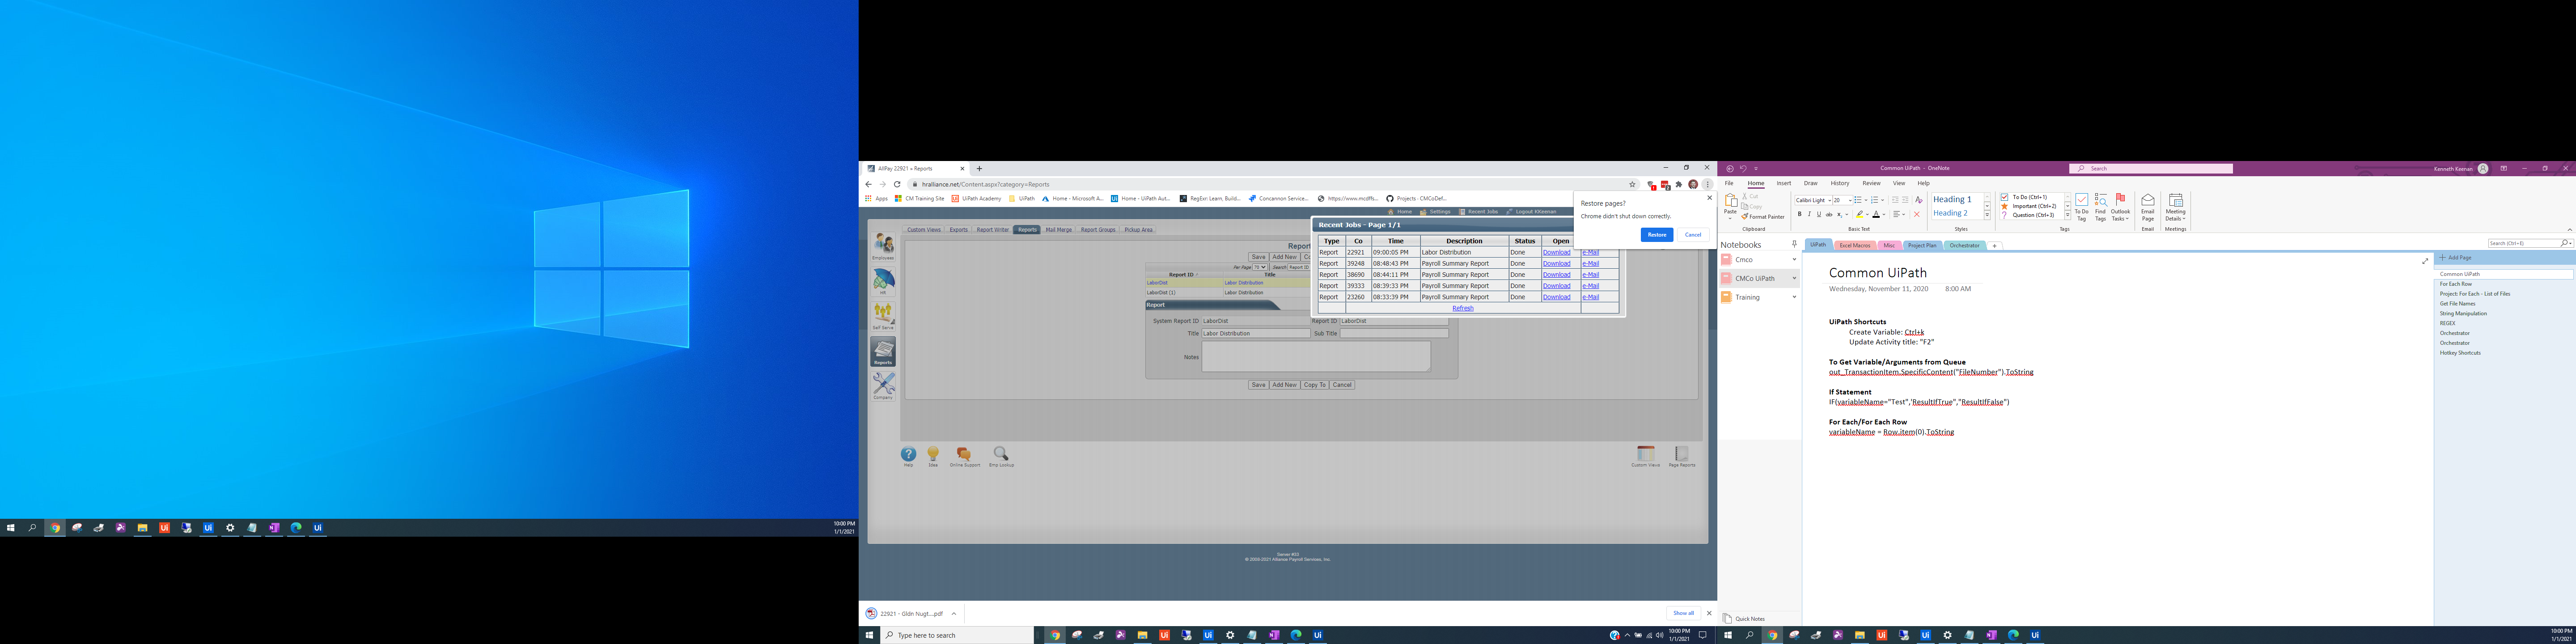 10:00 PM
1/1/2021
AllPay 22921 » Reports
hralliance.net/Content.aspx?category=Reports
Apps CM Training Site UiPath Academy UiPath Home - Microsoft A... Home - UiPath Aut... RegExr: Learn, Build... Concannon Service... https://www.mcdfts... Projects - CMCoDef...
Home Settings Recent Jobs Logout KKeenan
Restore pages?
Chrome didn't shut down correctly.
Restore Cancel
Custom Views Exports Report Writer Reports Mail Merge Report Groups Pickup Area
Employees
HR
Self Serve
Reports
Company
Report
Save Add New Co
Per Page 75 Search Report ID
Report ID Title
LaborDist Labor Distribution
LaborDist (1) Labor Distribution
Recent Jobs - Page 1/1
Type Co Time Description Status Open
Report 22921 09:00:05 PM Labor Distribution Done Download e-Mail
Report 39248 08:48:43 PM Payroll Summary Report Done Download e-Mail
Report 38690 08:44:11 PM Payroll Summary Report Done Download e-Mail
Report 39333 08:39:33 PM Payroll Summary Report Done Download e-Mail
Report 23260 08:33:39 PM Payroll Summary Report Done Download e-Mail
Refresh
Report
System Report ID LaborDist Report ID LaborDist
Title Labor Distribution Sub Title
Notes
Save Add New Copy To Cancel
Help Idea Online Support Emp Lookup
Custom Views Page Reports
Server #55
© 2005-2021 Alliance Payroll Services, Inc.
22921 - Gldn Nugt....pdf
Show all
Type here to search
10:00 PM
1/1/2021
Common UiPath - OneNote
Search
Kenneth Keenan
File Home Insert Draw History Review View Help
Paste Cut Copy Format Painter
Clipboard
Calibri Light 20
Basic Text
Heading 1
Heading 2
Styles
To Do (Ctrl+1)
Important (Ctrl+2)
Question (Ctrl+3)
To Do Tag
Find Tags
Outlook Tasks
Tags
Email Page
Email
Meeting Details
Meetings
Notebooks
UiPath Excel Macros Misc Project Plan Orchestrator
Search (Ctrl+E)
Cmco
CMCo UiPath
Training
Quick Notes
Common UiPath
Wednesday, November 11, 2020 8:00 AM
UiPath Shortcuts
Create Variable: Ctrl+k
Update Activity title: "F2"
To Get Variable/Arguments from Queue
out_TransactionItem.SpecificContent("FileNumber").ToString
If Statement
IF(variableName="Test",'ResultIfTrue","ResultIfFalse")
For Each/For Each Row
variableName = Row.item(0).ToString
Add Page
Common UiPath
For Each Row
Project: For Each - List of Files
Get File Names
String Manipulation
REGEX
Orchestrator
Orchestrator
Hotkey Shortcuts
10:00 PM
1/1/2021